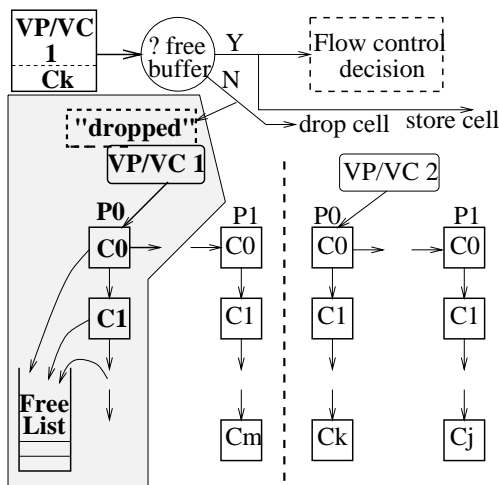 VP/VC
1
Ck
? free
buffer
Y
N
Flow control
decision
drop cell
store cell
"dropped"
VP/VC 1
VP/VC 2
P0
P1
P0
P1
C0
C0
C0
C0
C1
C1
C1
C1
Free
List
Cm
Ck
Cj